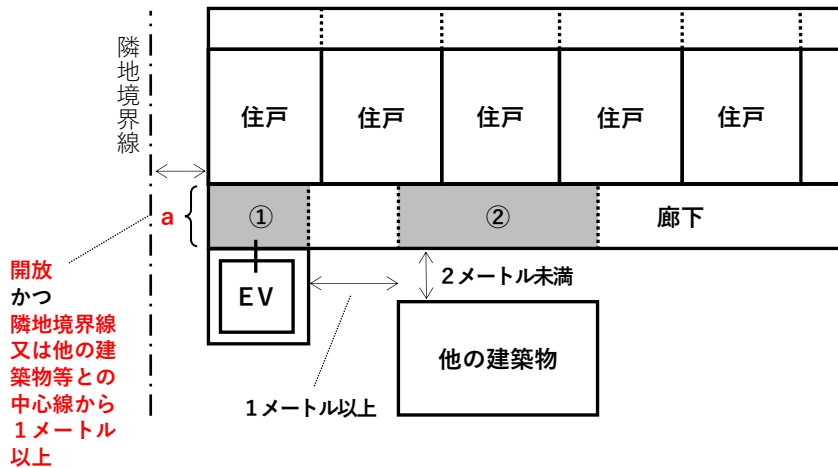 隣地境界線
住戸
住戸
住戸
住戸
住戸
a
①
②
廊下
開放
かつ
隣地境界線
又は他の建
築物等との
中心線から
１メートル
以上
EV
２メートル未満
他の建築物
１メートル以上